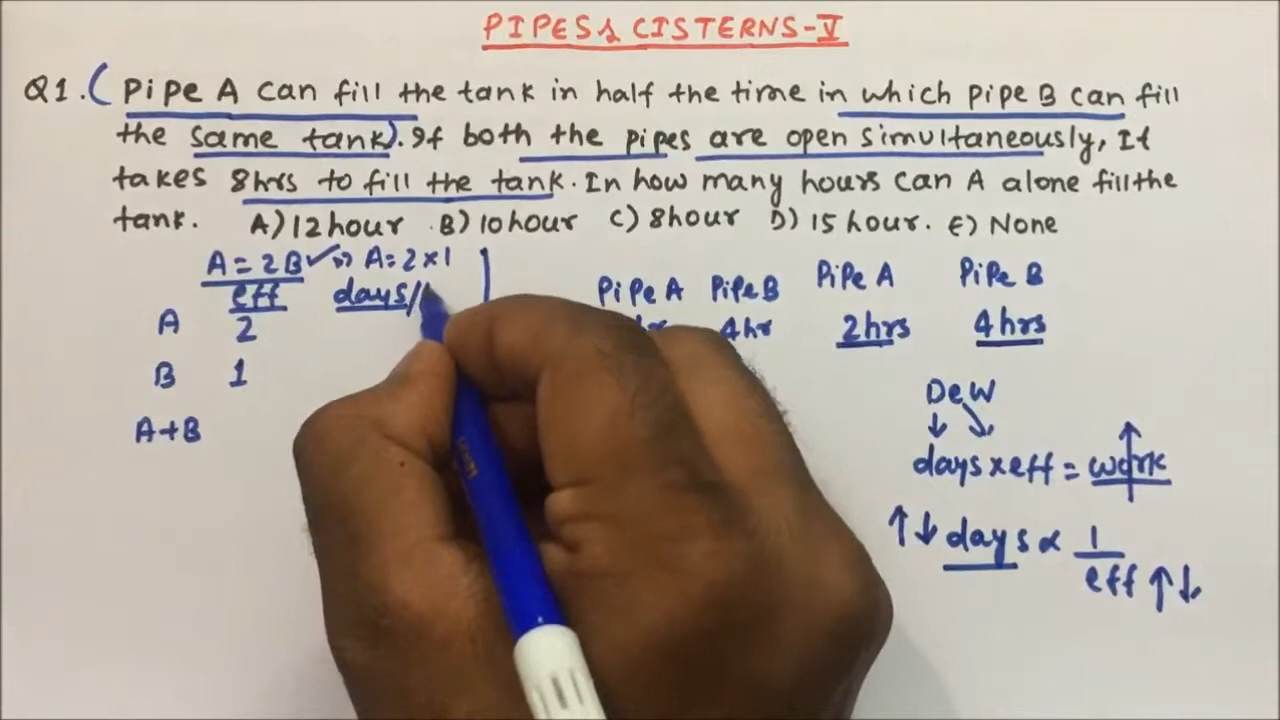 PIPES & CISTERNS-V
Q1. (Pipe A can fill the tank in half the time in which pipe B can fill
the same tank). If both the pipes are open simultaneously, It
takes 8hrs to fill the tank. In how many hours can A alone fill the
tank. A) 12 hour B) 10 hour C) 8 hour D) 15 hour. E) None
A = 2B ✓ ⇒ A = 2 × 1
eff days/
A 2
B 1
A+B
Pipe A Pipe B Pipe A Pipe B
4hr 2hrs 4hrs
DeW
↓ ↘
days × eff = work ↑
↑↓ days ∝ 1/eff ↑↓